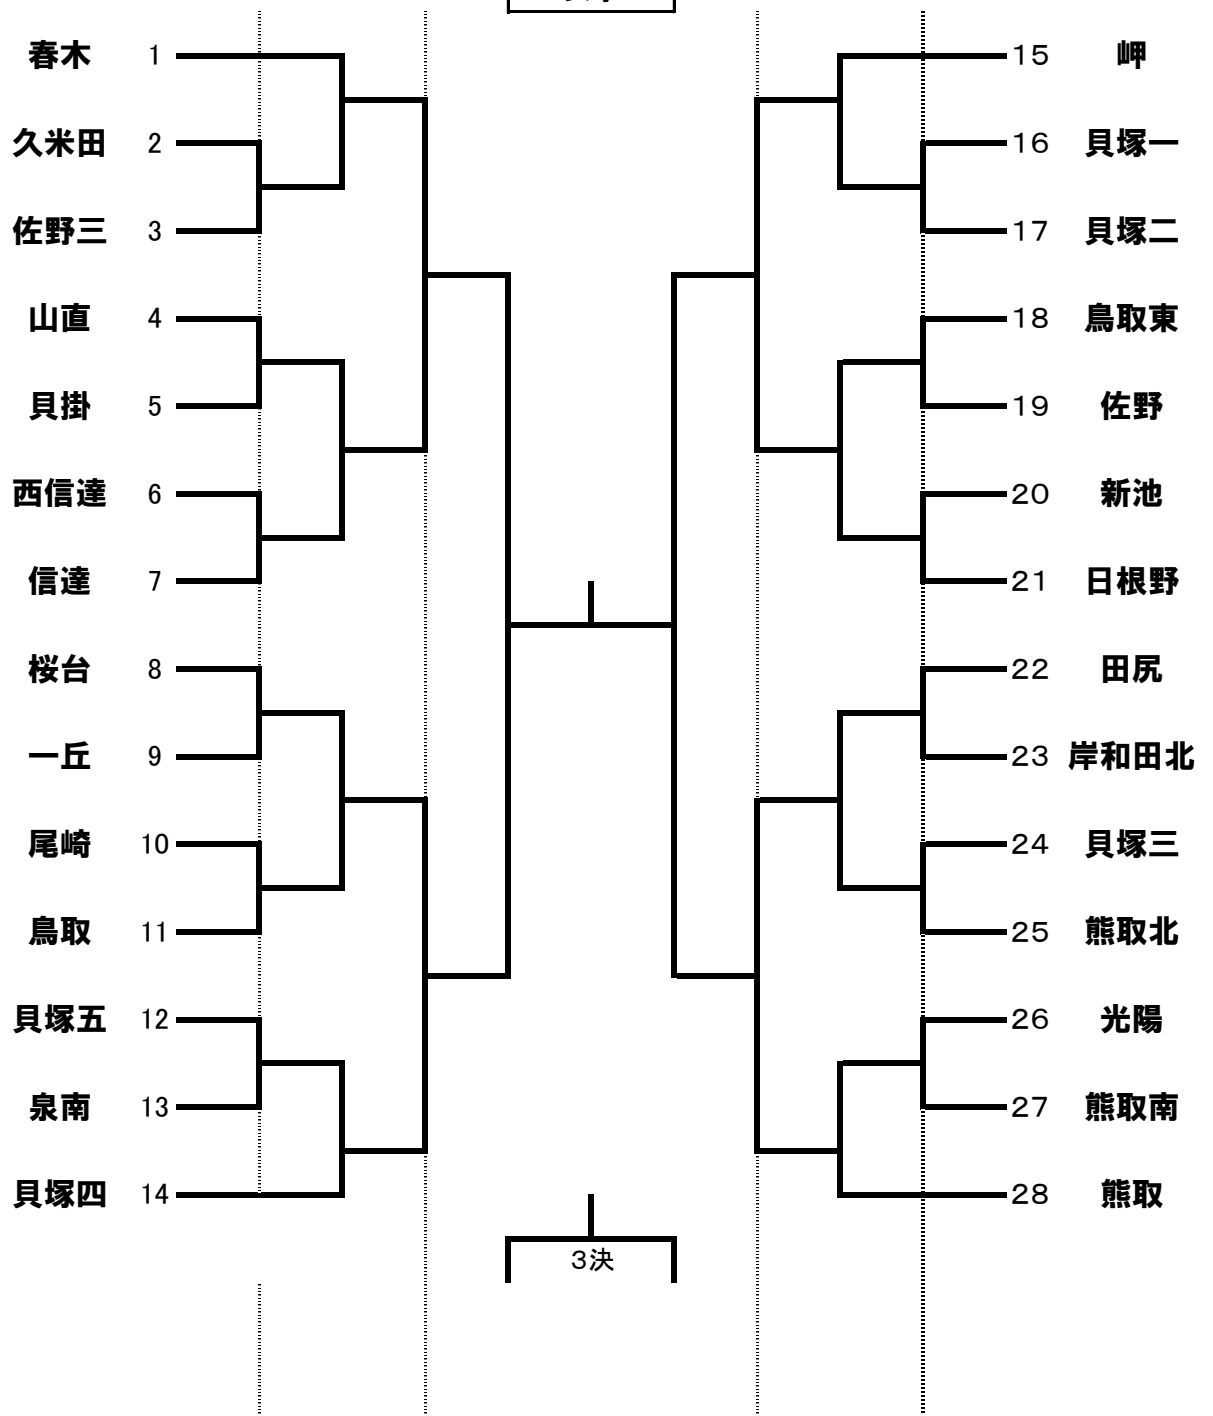 春木 1 15 岬
久米田 2 16 貝塚一
佐野三 3 17 貝塚二
山直 4 18 鳥取東
貝掛 5 19 佐野
西信達 6 20 新池
信達 7 21 日根野
桜台 8 22 田尻
一丘 9 23 岸和田北
尾崎 10 24 貝塚三
鳥取 11 25 熊取北
貝塚五 12 26 光陽
泉南 13 27 熊取南
貝塚四 14 28 熊取
3決